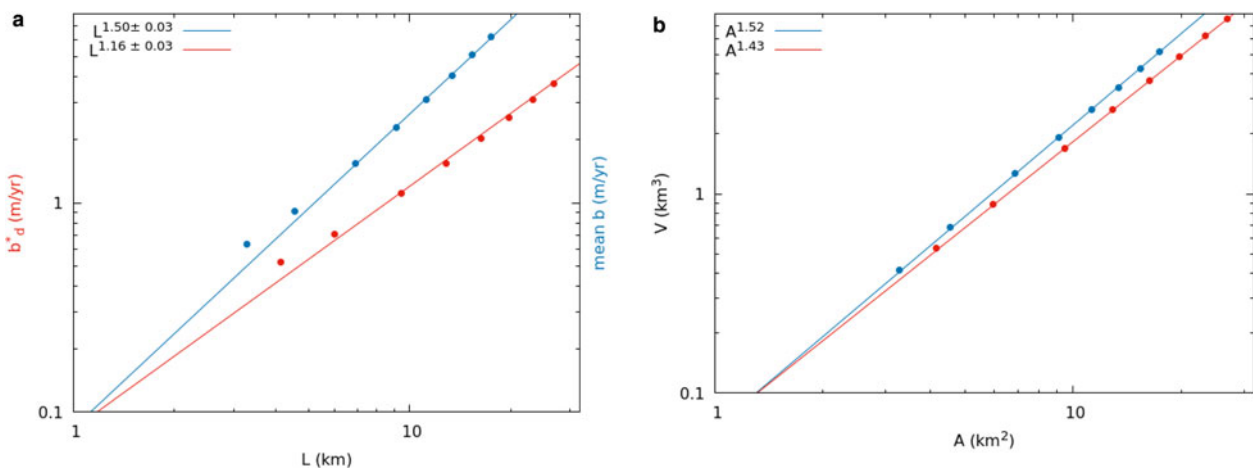 a
L^1.50± 0.03
L^1.16 ± 0.03
1
0.1
1
10
b*_d (m/yr)
mean b (m/yr)
L (km)
b
A^1.52
A^1.43
1
0.1
1
10
V (km³)
A (km²)